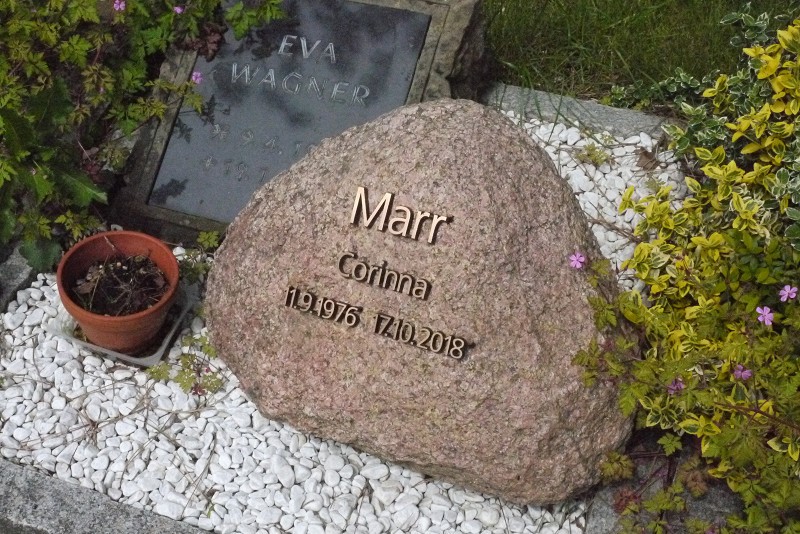 EVA
WAGNER
Marr
Corinna
11.9.1976 17.10.2018